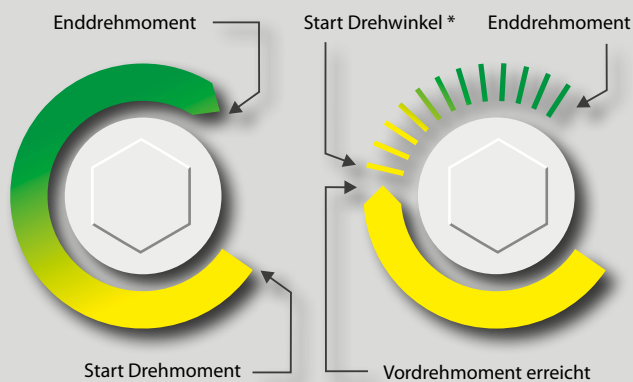 Enddrehmoment
Start Drehwinkel *
Enddrehmoment
Start Drehmoment
Vordrehmoment erreicht